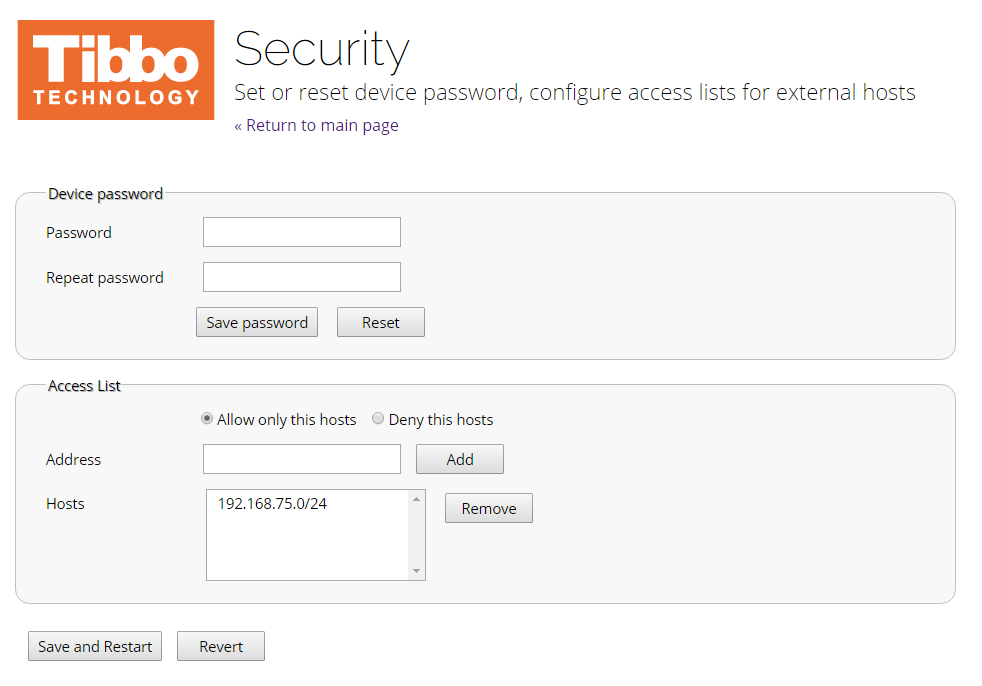 Tibbo
TECHNOLOGY
Security
Set or reset device password, configure access lists for external hosts
« Return to main page
Device password
Password
Repeat password
Save password Reset
Access List
Allow only this hosts Deny this hosts
Address Add
Hosts 192.168.75.0/24 Remove
Save and Restart Revert